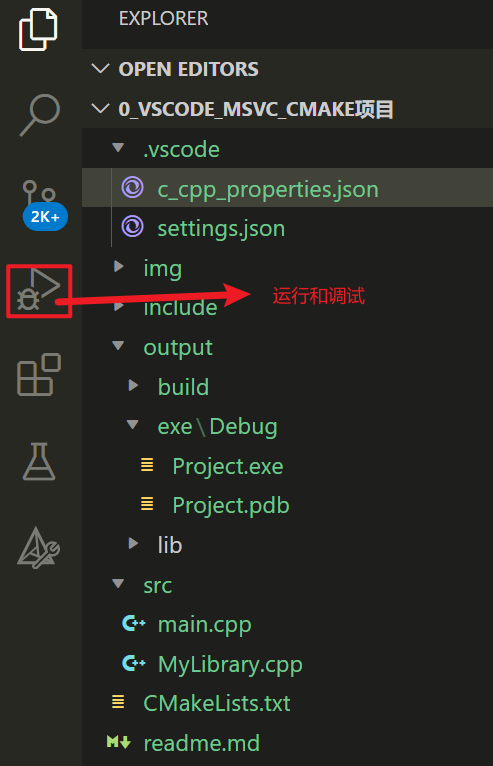 EXPLORER
OPEN EDITORS
0_VSCODE_MSVC_CMAKE项目
.vscode
c_cpp_properties.json
2K+
settings.json
img
运行和调试
include
output
build
exe\Debug
Project.exe
Project.pdb
lib
src
main.cpp
MyLibrary.cpp
CMakeLists.txt
readme.md